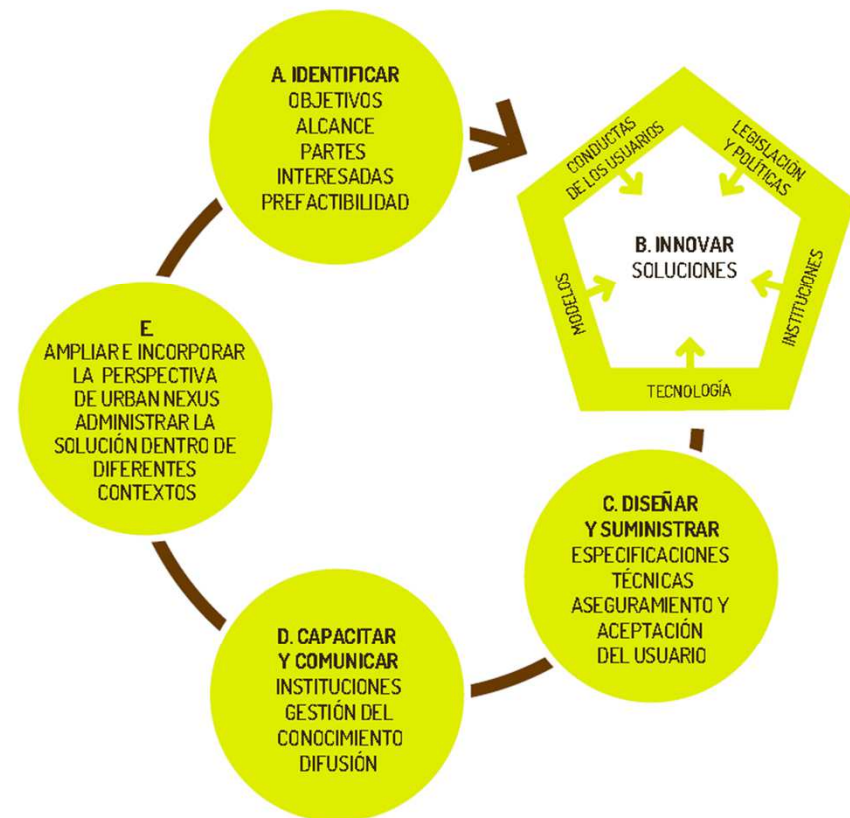 A. IDENTIFICAR
OBJETIVOS
ALCANCE
PARTES
INTERESADAS
PREFACTIBILIDAD
CONDUCTAS
DE LOS USUARIOS
LEGISLACIÓN
Y POLÍTICAS
B. INNOVAR
SOLUCIONES
MODELOS
INSTITUCIONES
TECNOLOGÍA
C. DISEÑAR
Y SUMINISTRAR
ESPECIFICACIONES
TÉCNICAS
ASEGURAMIENTO Y
ACEPTACIÓN
DEL USUARIO
D. CAPACITAR
Y COMUNICAR
INSTITUCIONES
GESTIÓN DEL
CONOCIMIENTO
DIFUSIÓN
E.
AMPLIAR E INCORPORAR
LA PERSPECTIVA
DE URBAN NEXUS
ADMINISTRAR LA
SOLUCIÓN DENTRO DE
DIFERENTES
CONTEXTOS